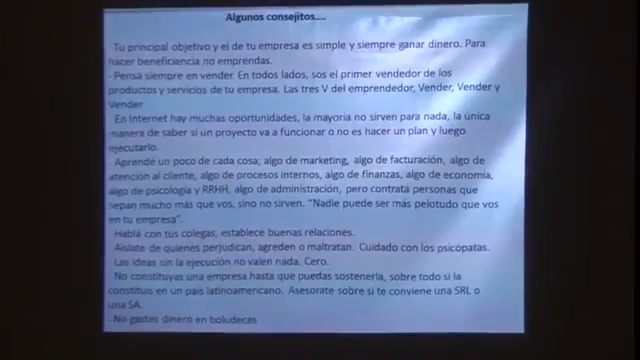 Algunos consejitos....
Tu principal objetivo y el de tu empresa es simple y siempre ganar dinero. Para
hacer beneficiencia no emprendas.
- Pensa siempre en vender. En todos lados, sos el primer vendedor de los
productos y servicios de tu empresa. Las tres V del emprendedor, Vender, Vender y
Vender
En Internet hay muchas oportunidades, la mayoría no sirven para nada, la única
manera de saber si un proyecto va a funcionar o no es hacer un plan y luego
ejecutarlo.
- Aprende un poco de cada cosa; algo de marketing, algo de facturación, algo de
atención al cliente, algo de procesos internos, algo de finanzas, algo de economía,
algo de psicología y RRHH, algo de administración, pero contratá personas que
sepan mucho más que vos, sino no sirven. "Nadie puede ser más pelotudo que vos
en tu empresa".
Hablá con tus colegas, establecé buenas relaciones.
Aislate de quienes perjudican, agreden o maltratan. Cuidado con los psicópatas.
Las ideas sin la ejecución no valen nada. Cero.
No constituyas una empresa hasta que puedas sostenerla, sobre todo si la
constituis en un país latinoamericano. Asesorate sobre si te conviene una SRL o
una SA.
- No gastes dinero en boludeces